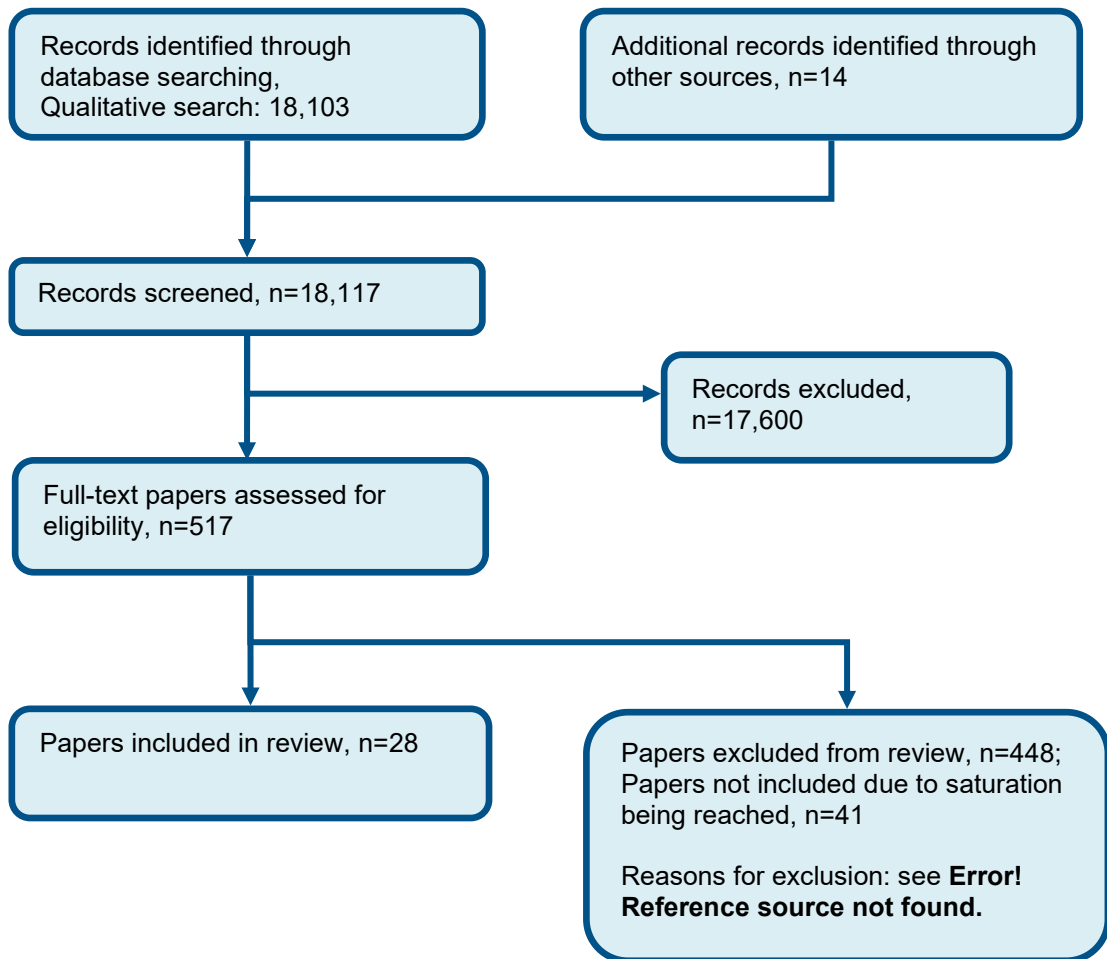 Records identified through
database searching,
Qualitative search: 18,103
Additional records identified through
other sources, n=14
Records screened, n=18,117
Records excluded,
n=17,600
Full-text papers assessed for
eligibility, n=517
Papers included in review, n=28
Papers excluded from review, n=448;
Papers not included due to saturation
being reached, n=41
Reasons for exclusion: see Error!
Reference source not found.